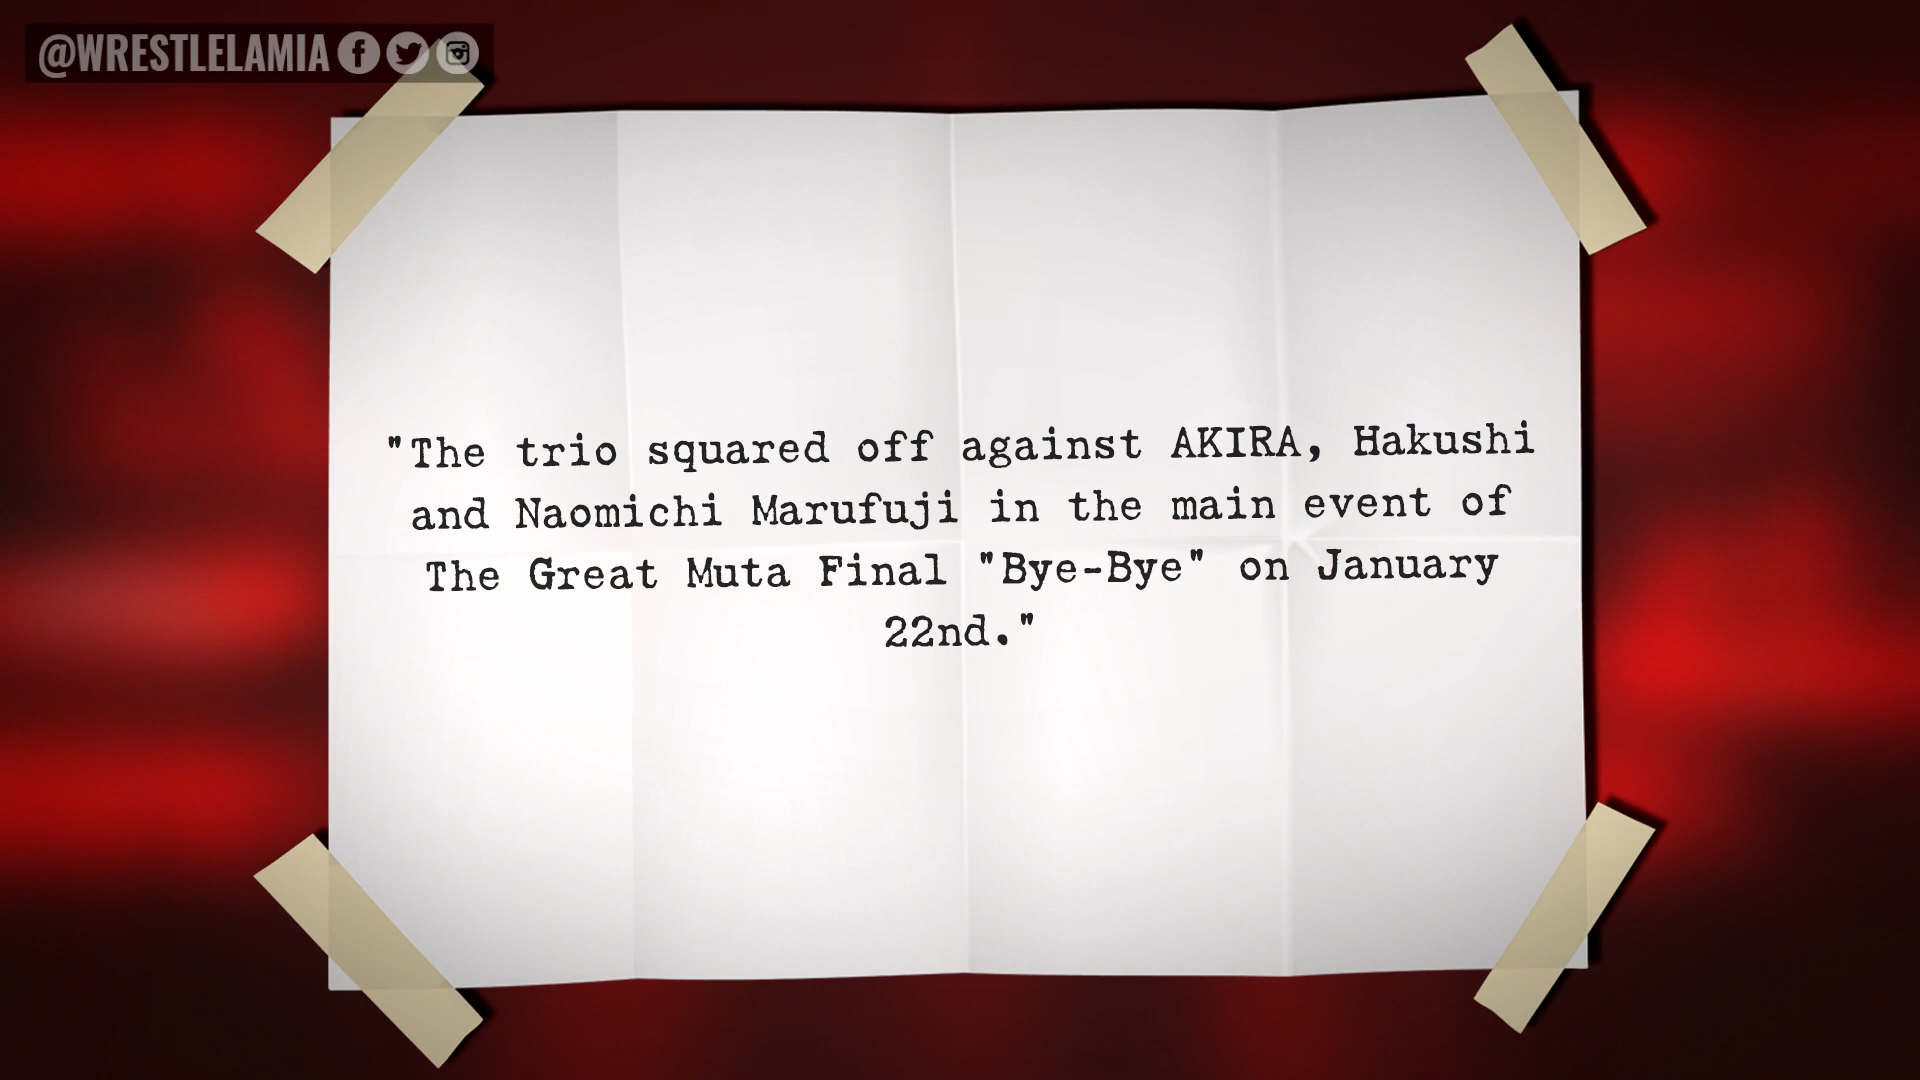 @WRESTLELAMIA
"The trio squared off against AKIRA, Hakushi
and Naomichi Marufuji in the main event of
The Great Muta Final "Bye-Bye" on January
22nd."